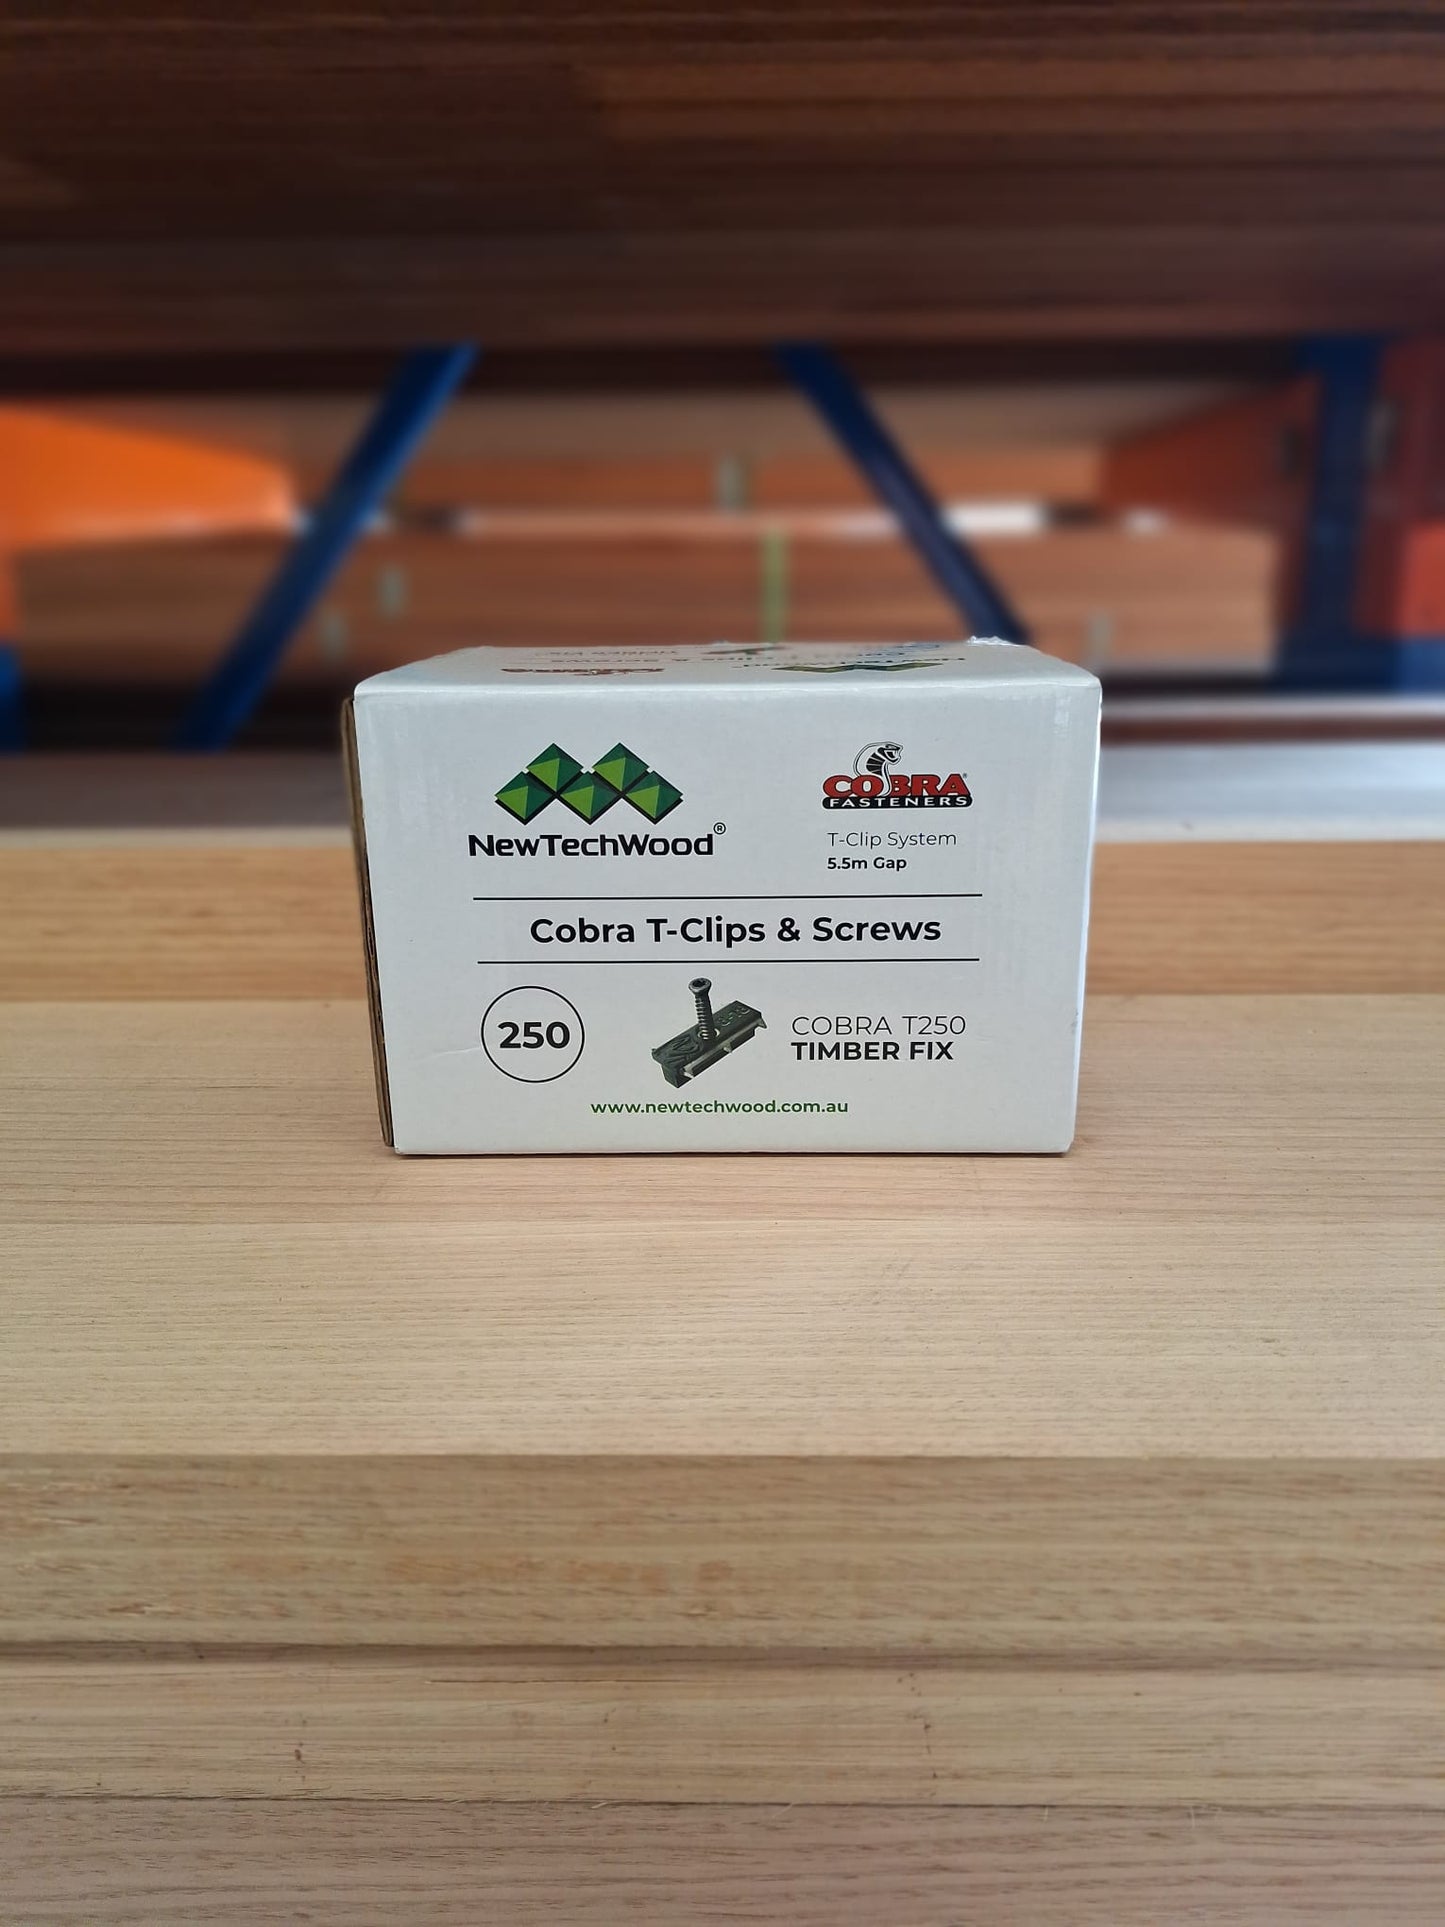 NewTechWood®
COBRA®
FASTENERS
T-Clip System
5.5m Gap
Cobra T-Clips & Screws
250
COBRA T250
TIMBER FIX
www.newtechwood.com.au